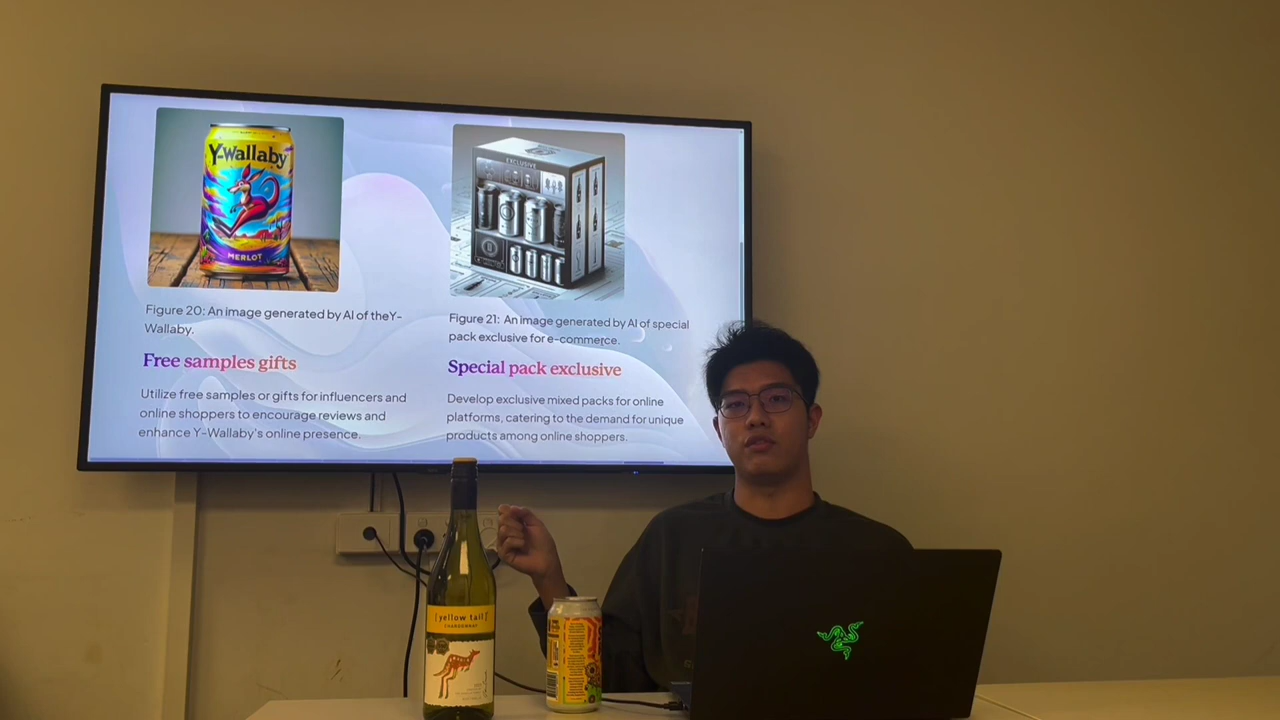 Y-Wallaby
MERLOT
EXCLUSIVE
Figure 20: An image generated by AI of theY-
Wallaby.
Figure 21: An image generated by AI of special
pack exclusive for e-commerce.
Free samples gifts
Special pack exclusive
Utilize free samples or gifts for influencers and
online shoppers to encourage reviews and
enhance Y-Wallaby's online presence.
Develop exclusive mixed packs for online
platforms, catering to the demand for unique
products among online shoppers.
[yellow tail]
CHARDONNAY